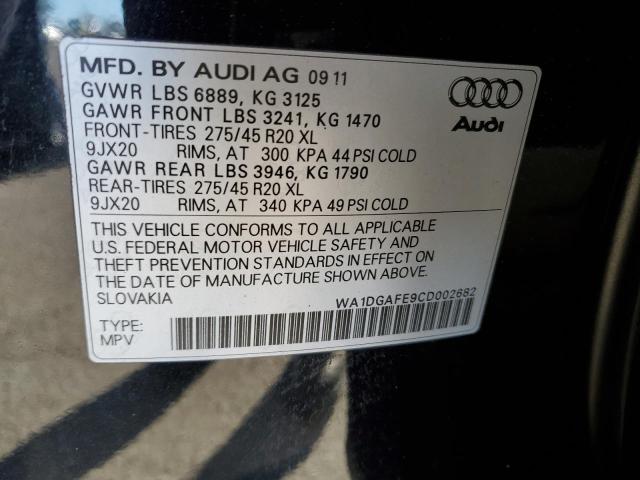 MFD. BY AUDI AG 09 11
GVWR LBS 6889, KG 3125
GAWR FRONT LBS 3241, KG 1470
FRONT-TIRES 275/45 R20 XL
9JX20 RIMS, AT 300 KPA 44 PSI COLD
GAWR REAR LBS 3946, KG 1790
REAR-TIRES 275/45 R20 XL
9JX20 RIMS, AT 340 KPA 49 PSI COLD
Audi
THIS VEHICLE CONFORMS TO ALL APPLICABLE
U.S. FEDERAL MOTOR VEHICLE SAFETY AND
THEFT PREVENTION STANDARDS IN EFFECT ON
THE DATE OF MANUFACTURE SHOWN ABOVE.
SLOVAKIA
WA1DGAFE9CD002682
TYPE:
MPV